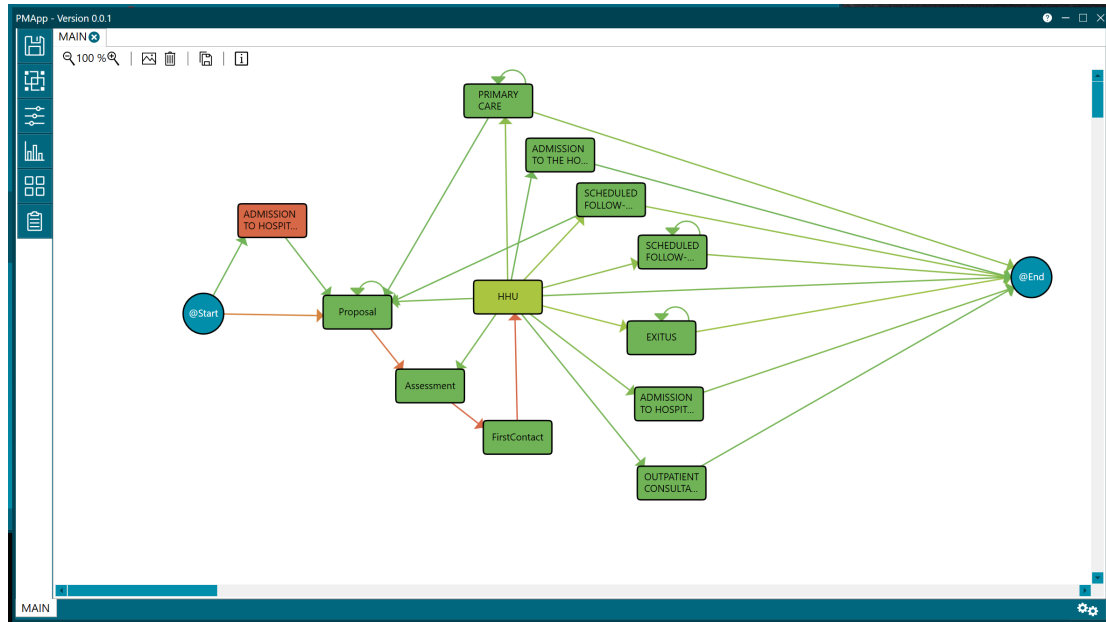 PMApp - Version 0.0.1
MAIN
100 %
PRIMARY
CARE
ADMISSION
TO THE HO...
SCHEDULED
FOLLOW-...
ADMISSION
TO HOSPIT...
SCHEDULED
FOLLOW-...
@End
HHU
@Start
Proposal
EXITUS
Assessment
ADMISSION
TO HOSPIT...
FirstContact
OUTPATIENT
CONSULTA...
MAIN